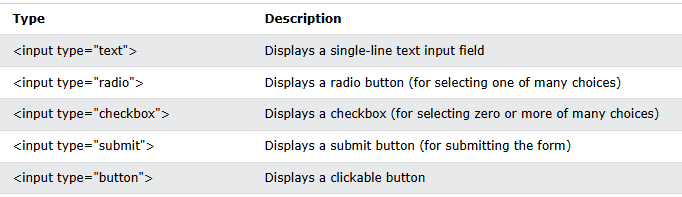 Type Description
<input type="text"> Displays a single-line text input field
<input type="radio"> Displays a radio button (for selecting one of many choices)
<input type="checkbox"> Displays a checkbox (for selecting zero or more of many choices)
<input type="submit"> Displays a submit button (for submitting the form)
<input type="button"> Displays a clickable button